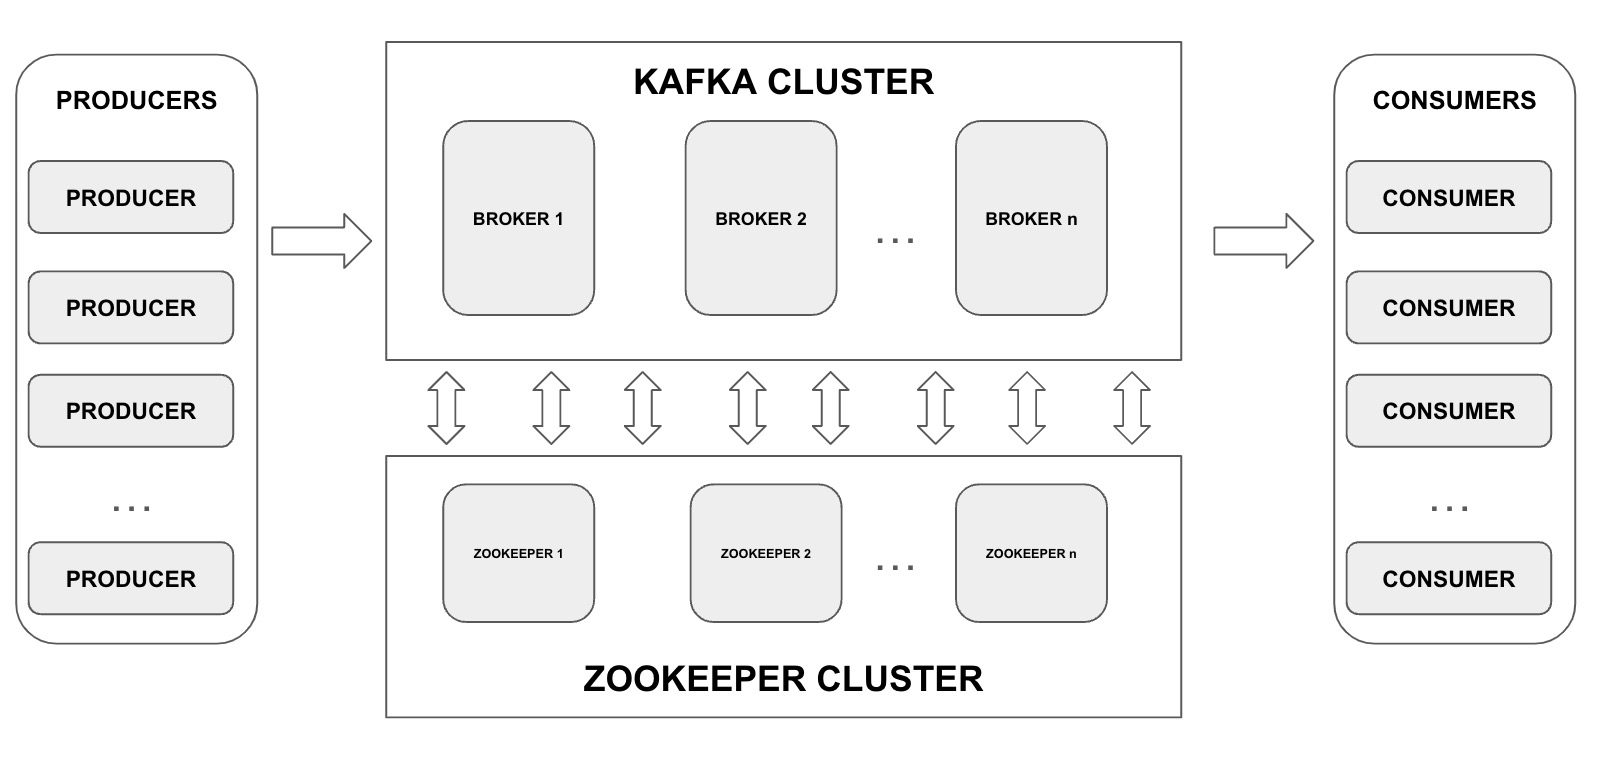 PRODUCERS
PRODUCER
PRODUCER
PRODUCER
...
PRODUCER
KAFKA CLUSTER
BROKER 1
BROKER 2
...
BROKER n
ZOOKEEPER 1
ZOOKEEPER 2
...
ZOOKEEPER n
ZOOKEEPER CLUSTER
CONSUMERS
CONSUMER
CONSUMER
CONSUMER
...
CONSUMER